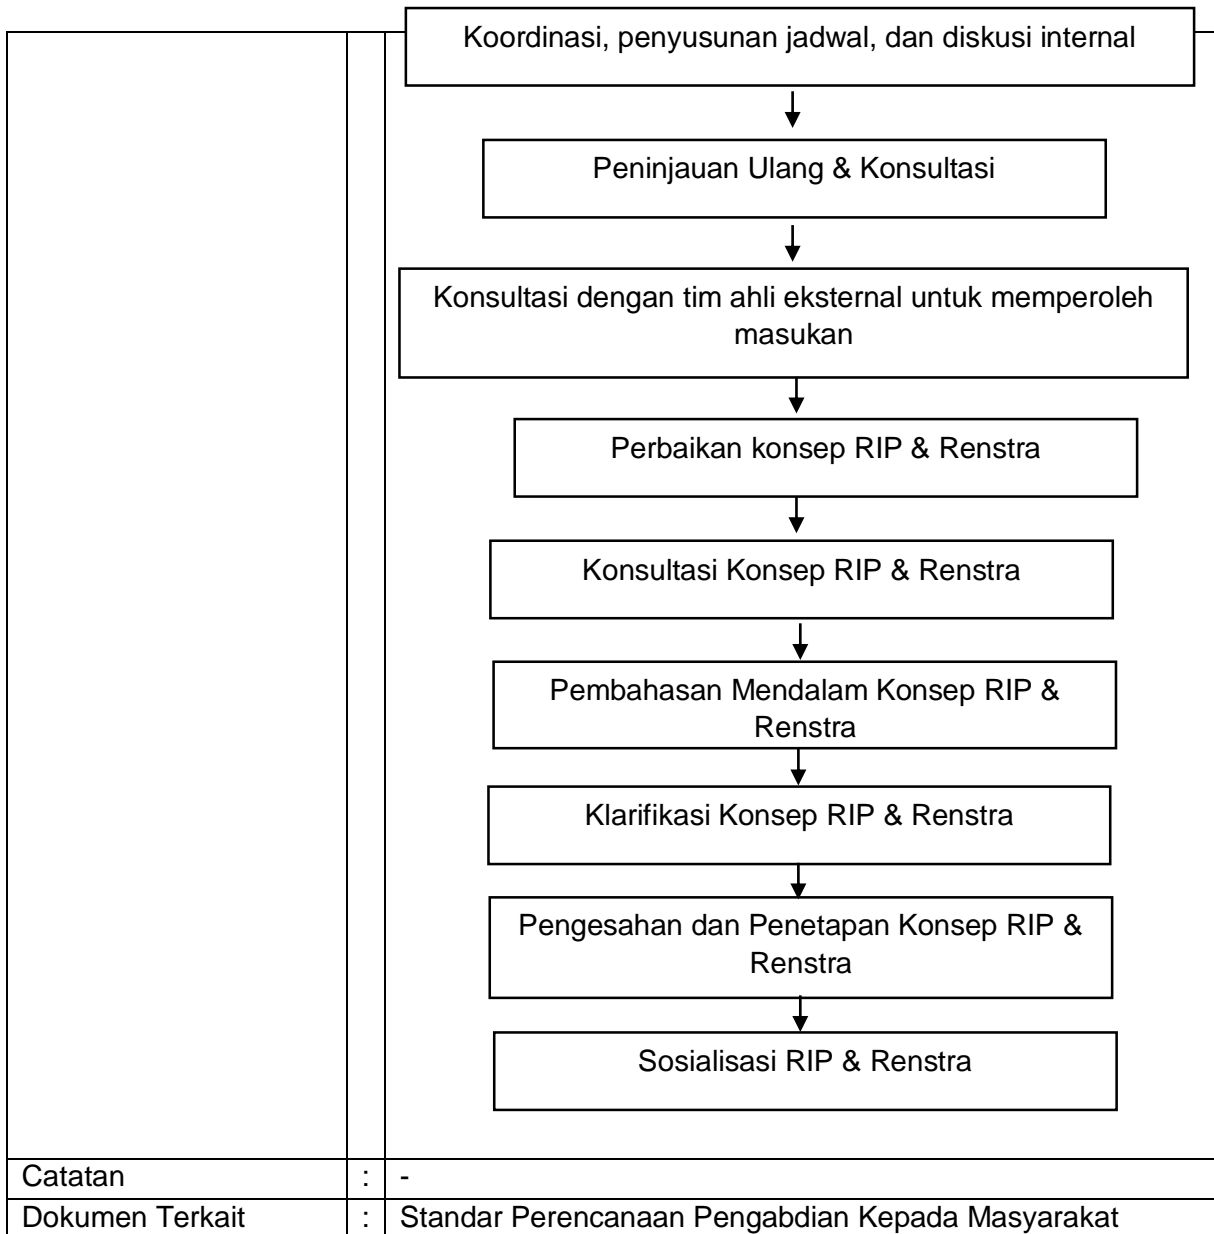 Koordinasi, penyusunan jadwal, dan diskusi internal
Peninjauan Ulang & Konsultasi
Konsultasi dengan tim ahli eksternal untuk memperoleh
masukan
Perbaikan konsep RIP & Renstra
Konsultasi Konsep RIP & Renstra
Pembahasan Mendalam Konsep RIP &
Renstra
Klarifikasi Konsep RIP & Renstra
Pengesahan dan Penetapan Konsep RIP &
Renstra
Sosialisasi RIP & Renstra
Catatan : -
Dokumen Terkait : Standar Perencanaan Pengabdian Kepada Masyarakat